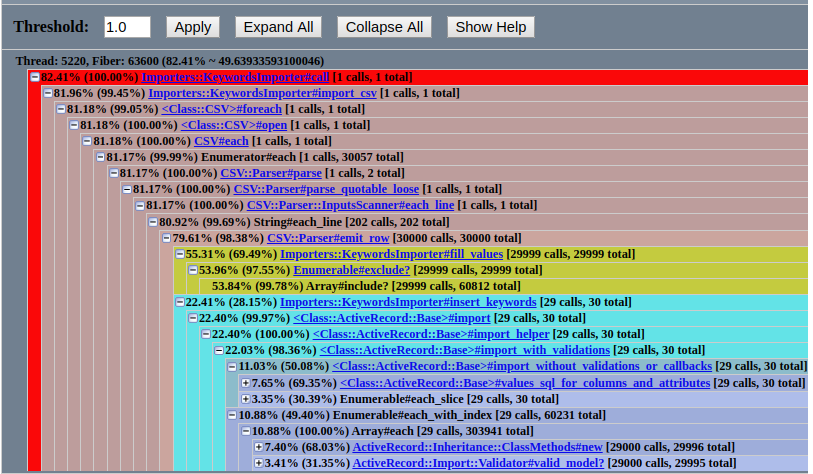 Threshold: 1.0 Apply Expand All Collapse All Show Help
Thread: 5220, Fiber: 63600 (82.41% ~ 49.63933593100046)
82.41% (100.00%) Importers::KeywordsImporter#call [1 calls, 1 total]
81.96% (99.45%) Importers::KeywordsImporter#import_csv [1 calls, 1 total]
81.18% (99.05%) <Class::CSV>#foreach [1 calls, 1 total]
81.18% (100.00%) <Class::CSV>#open [1 calls, 1 total]
81.18% (100.00%) CSV#each [1 calls, 1 total]
81.17% (99.99%) Enumerator#each [1 calls, 30057 total]
81.17% (100.00%) CSV::Parser#parse [1 calls, 2 total]
81.17% (100.00%) CSV::Parser#parse_quotable_loose [1 calls, 1 total]
81.17% (100.00%) CSV::Parser::InputsScanner#each_line [1 calls, 1 total]
80.92% (99.69%) String#each_line [202 calls, 202 total]
79.61% (98.38%) CSV::Parser#emit_row [30000 calls, 30000 total]
55.31% (69.49%) Importers::KeywordsImporter#fill_values [29999 calls, 29999 total]
53.96% (97.55%) Enumerable#exclude? [29999 calls, 29999 total]
53.84% (99.78%) Array#include? [29999 calls, 60812 total]
22.41% (28.15%) Importers::KeywordsImporter#insert_keywords [29 calls, 30 total]
22.40% (99.97%) <Class::ActiveRecord::Base>#import [29 calls, 30 total]
22.40% (100.00%) <Class::ActiveRecord::Base>#import_helper [29 calls, 30 total]
22.03% (98.36%) <Class::ActiveRecord::Base>#import_with_validations [29 calls, 30 total]
11.03% (50.08%) <Class::ActiveRecord::Base>#import_without_validations_or_callbacks [29 calls, 30 total]
7.65% (69.35%) <Class::ActiveRecord::Base>#values_sql_for_columns_and_attributes [29 calls, 30 total]
3.35% (30.39%) Enumerable#each_slice [29 calls, 30 total]
10.88% (49.40%) Enumerable#each_with_index [29 calls, 60231 total]
10.88% (100.00%) Array#each [29 calls, 303941 total]
7.40% (68.03%) ActiveRecord::Inheritance::ClassMethods#new [29000 calls, 29996 total]
3.41% (31.35%) ActiveRecord::Import::Validator#valid_model? [29000 calls, 29995 total]